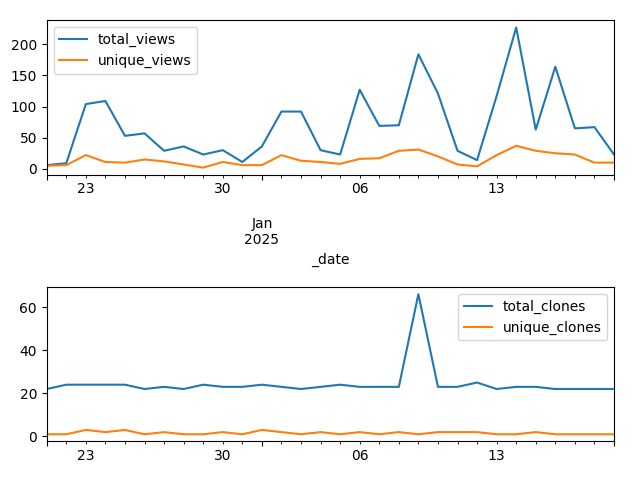 total_views
unique_views
200
150
100
50
0
23 30 06 13
Jan
2025
_date
total_clones
unique_clones
60
40
20
0
23 30 06 13